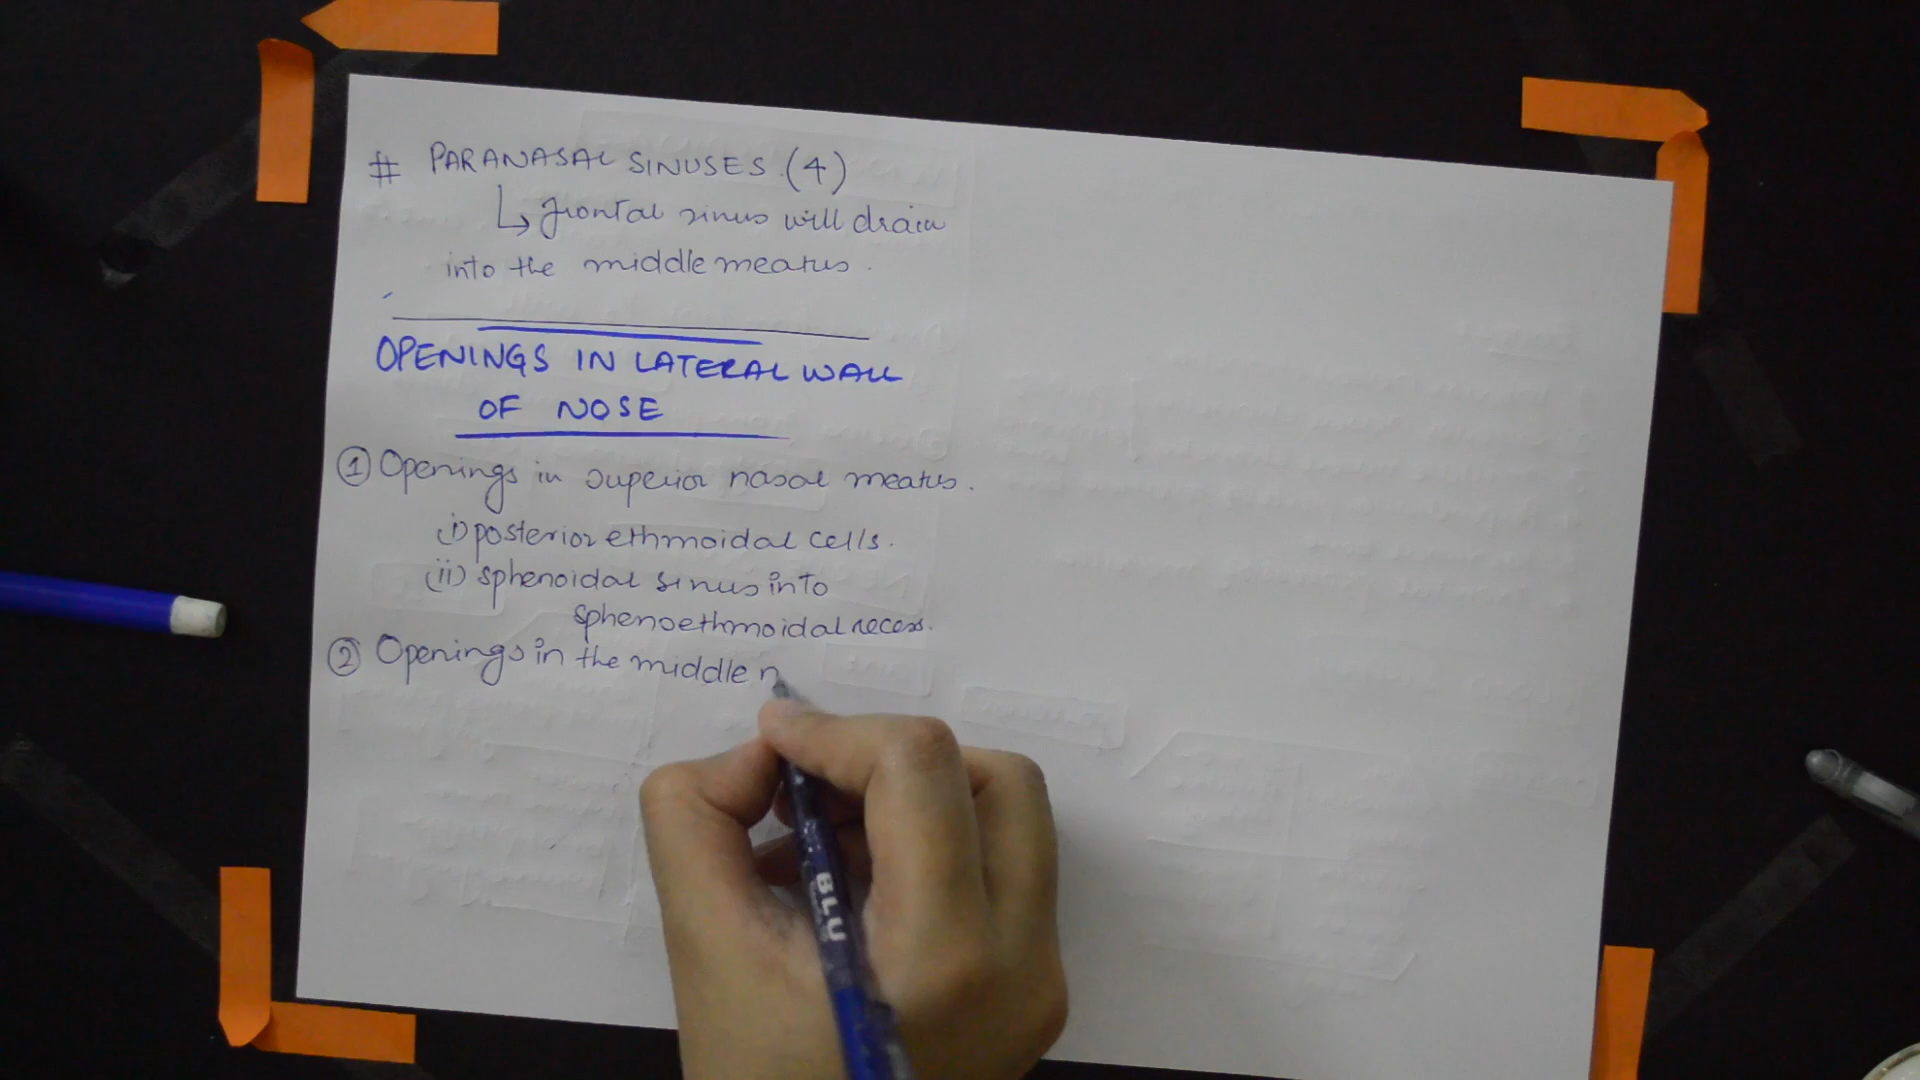 # PARANASAL SINUSES. (4)
↳ frontal sinus will drain
into the middle meatus.
OPENINGS IN LATERAL WALL
OF NOSE
① Openings in superior nasal meatus.
(i) posterior ethmoidal cells.
(ii) sphenoidal sinus into
sphenoethmoidal recess.
② Openings in the middle n
BLU